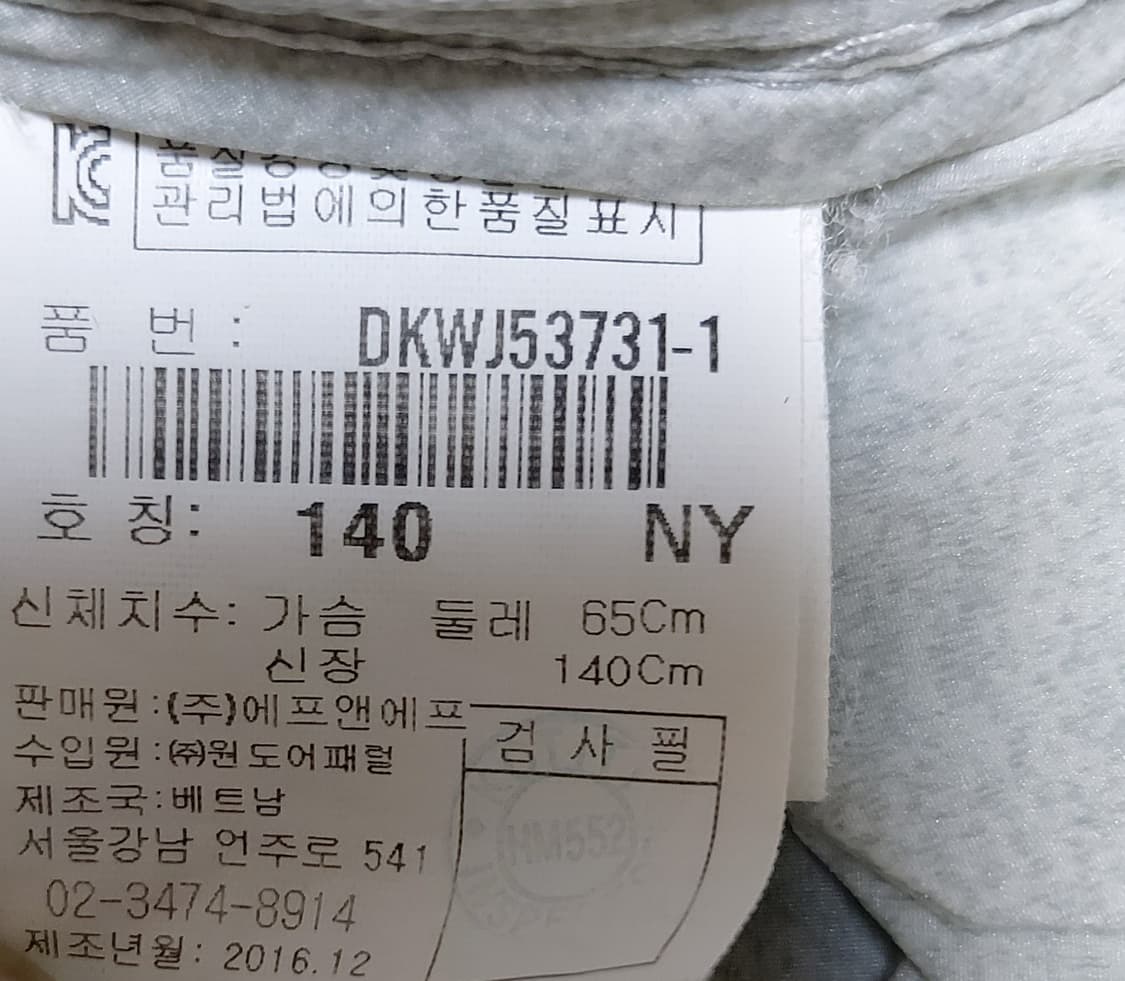 관리법에의한품질표시
품 번 : DKWJ53731-1
호 칭: 140 NY
신체치수: 가슴 둘레 65Cm
신장 140Cm
판매원:(주)에프앤에프
수입원:㈜원도어패럴
제조국:베트남
서울강남 언주로 541
02-3474-8914
제조년월: 2016.12
검 사 필
HM552